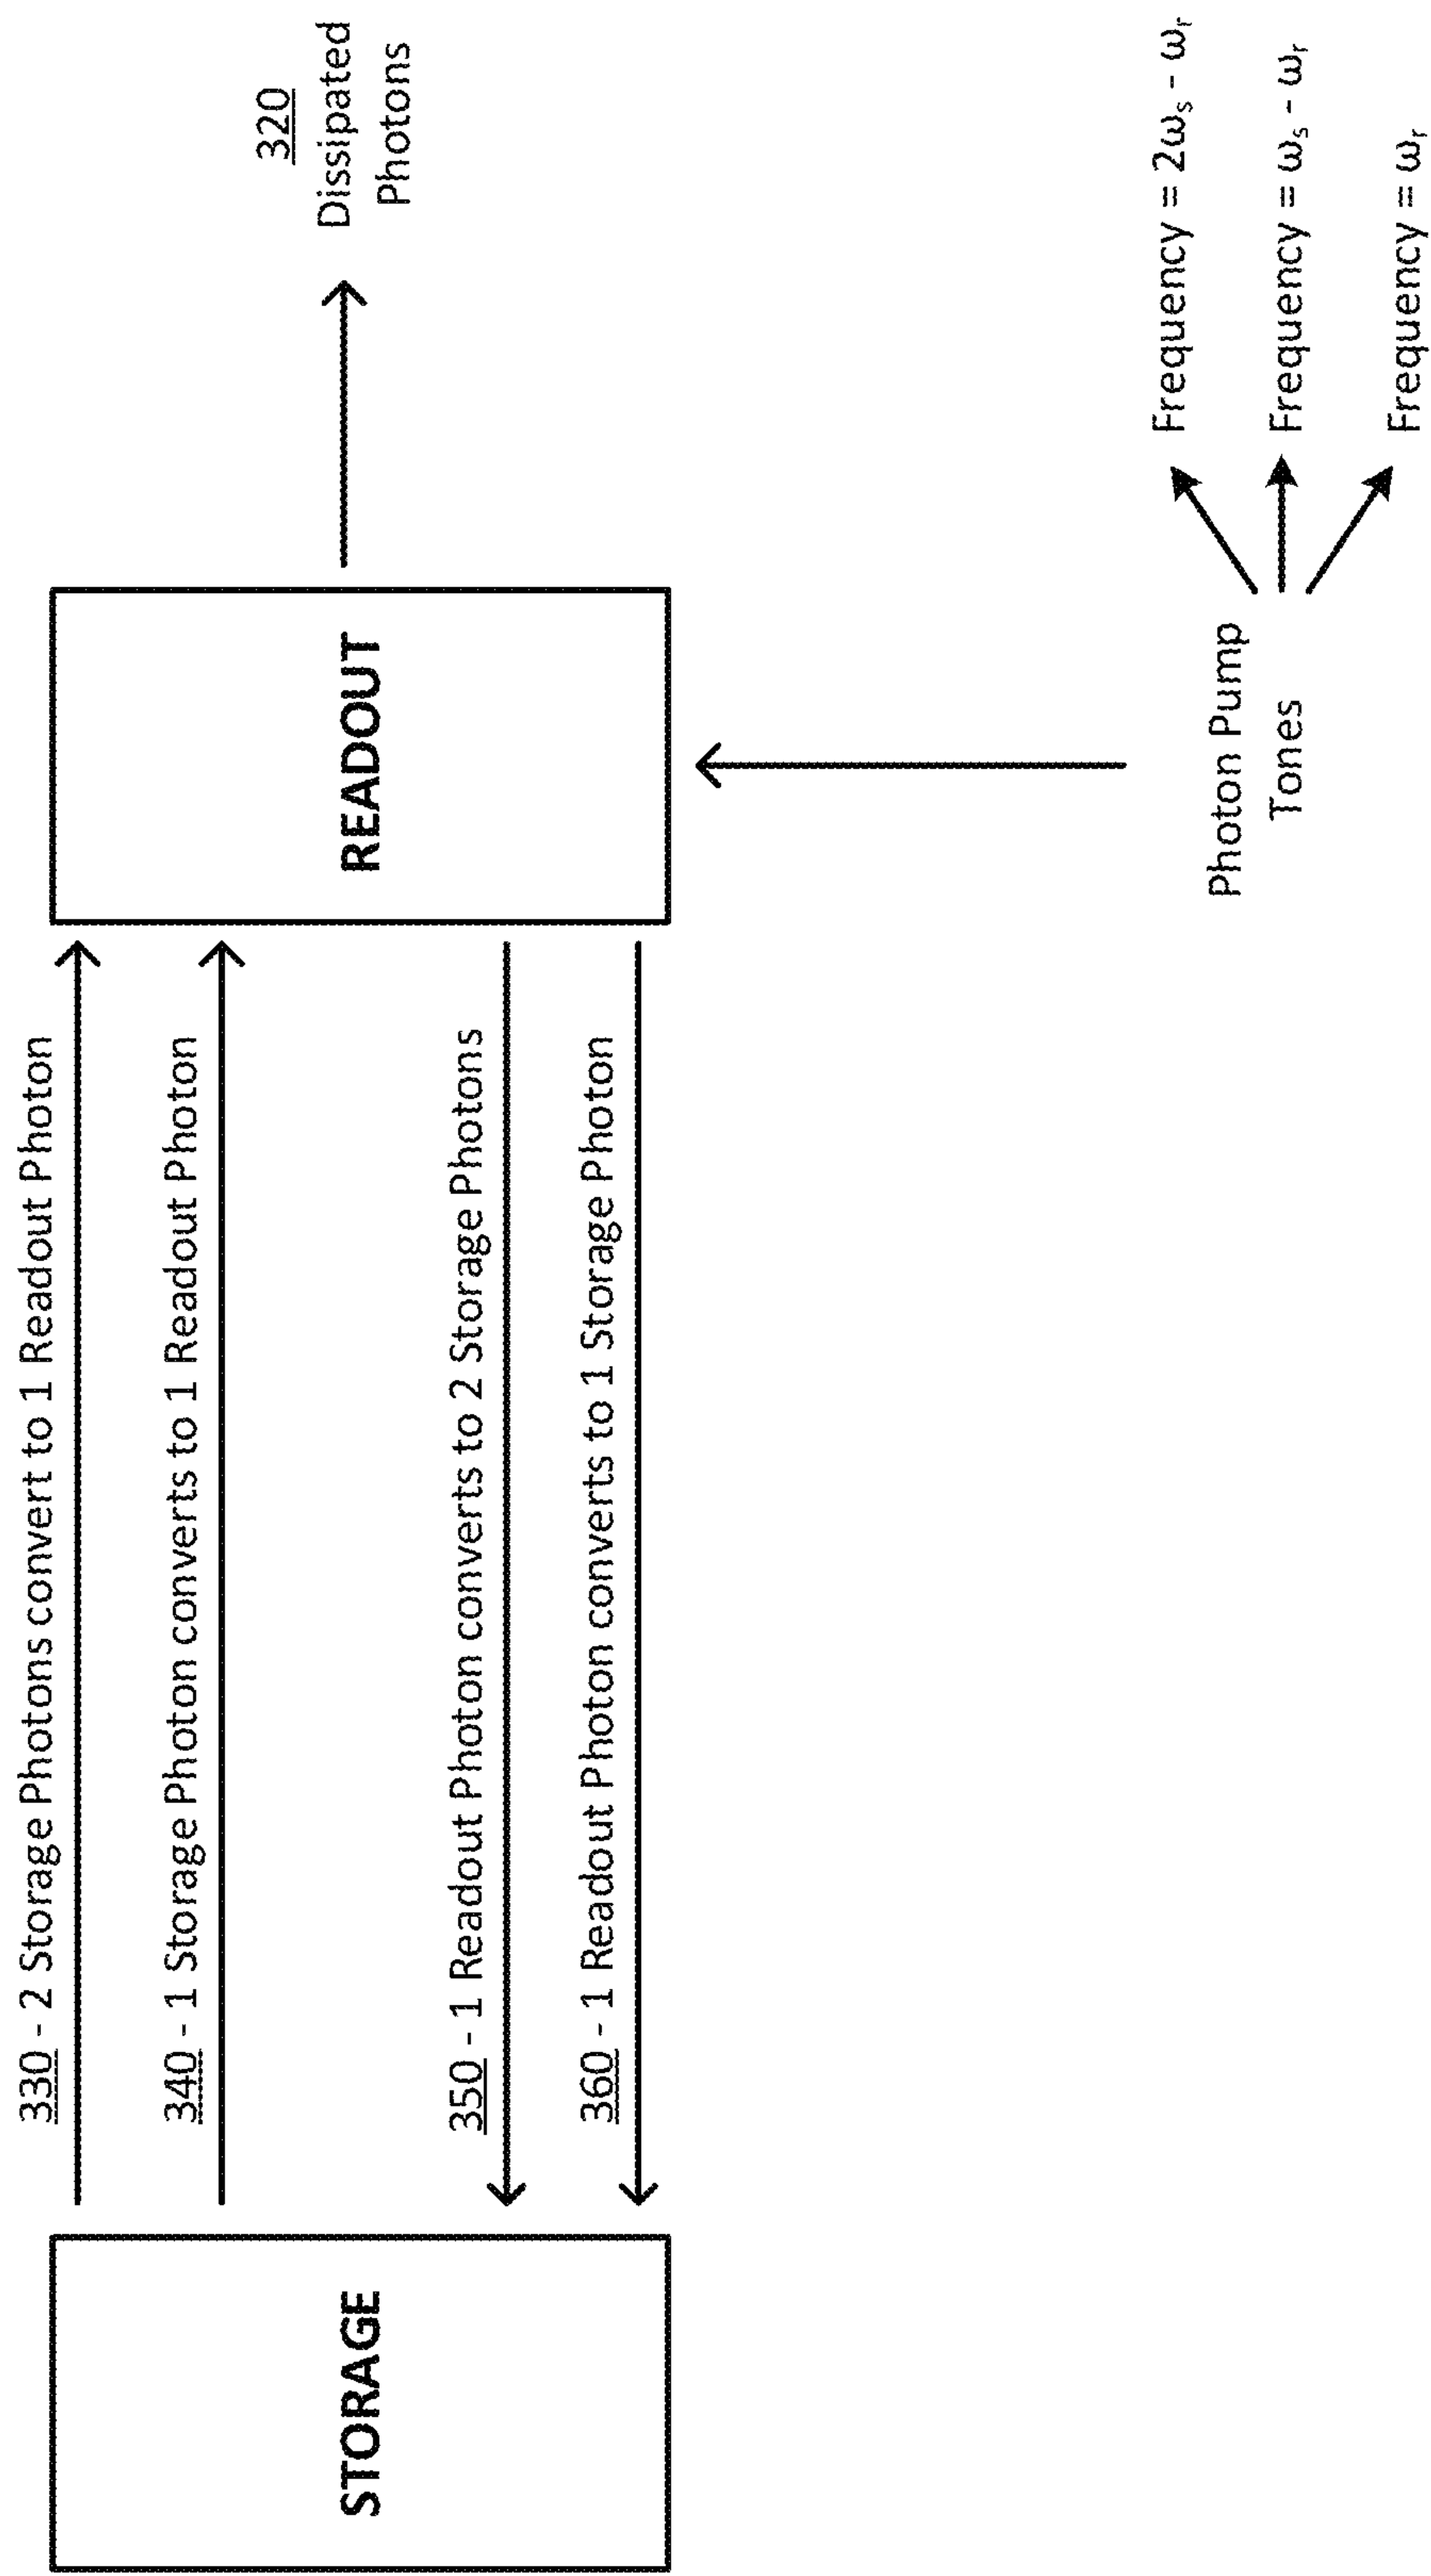 330 - 2 Storage Photons convert to 1 Readout Photon
340 - 1 Storage Photon converts to 1 Readout Photon
350 - 1 Readout Photon converts to 2 Storage Photons
360 - 1 Readout Photon converts to 1 Storage Photon
STORAGE
READOUT
320
Dissipated
Photons
Photon Pump
Tones
Frequency = 2ωₛ - ωᵣ
Frequency = ωₛ - ωᵣ
Frequency = ωᵣ